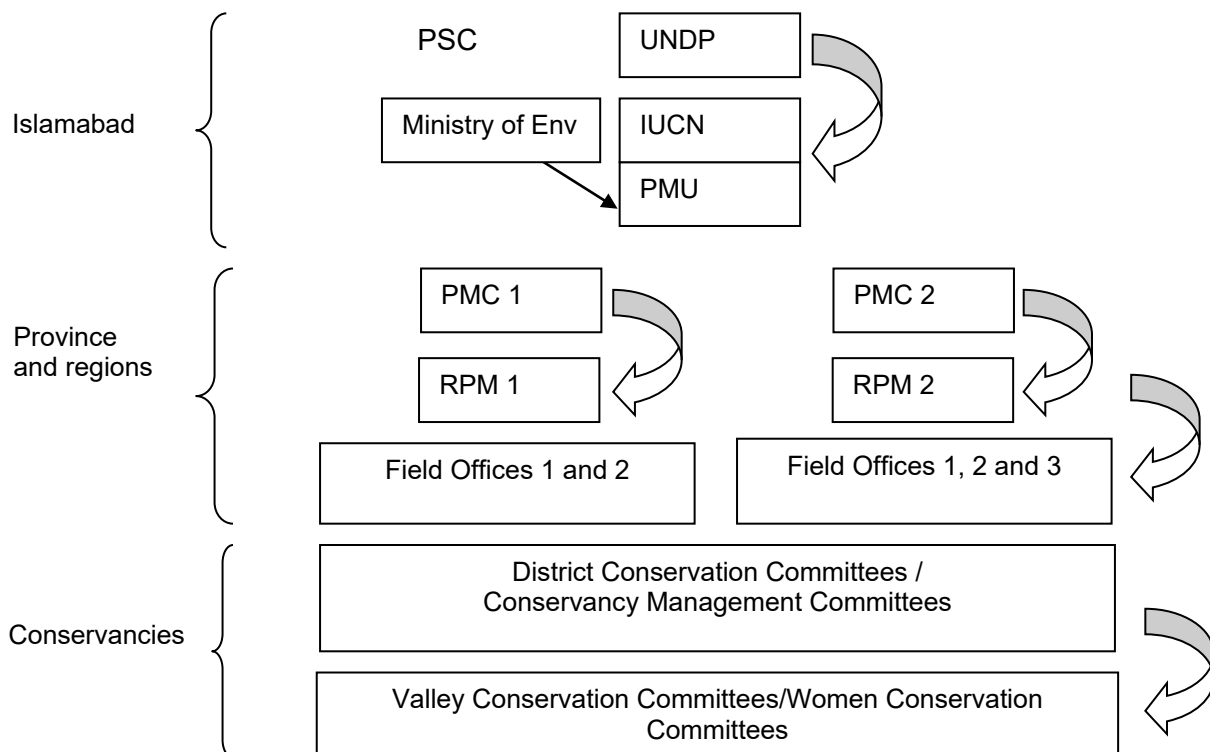 PSC
UNDP
Islamabad
Ministry of Env
IUCN
PMU
PMC 1
PMC 2
Province
and regions
RPM 1
RPM 2
Field Offices 1 and 2
Field Offices 1, 2 and 3
District Conservation Committees /
Conservancy Management Committees
Conservancies
Valley Conservation Committees/Women Conservation
Committees